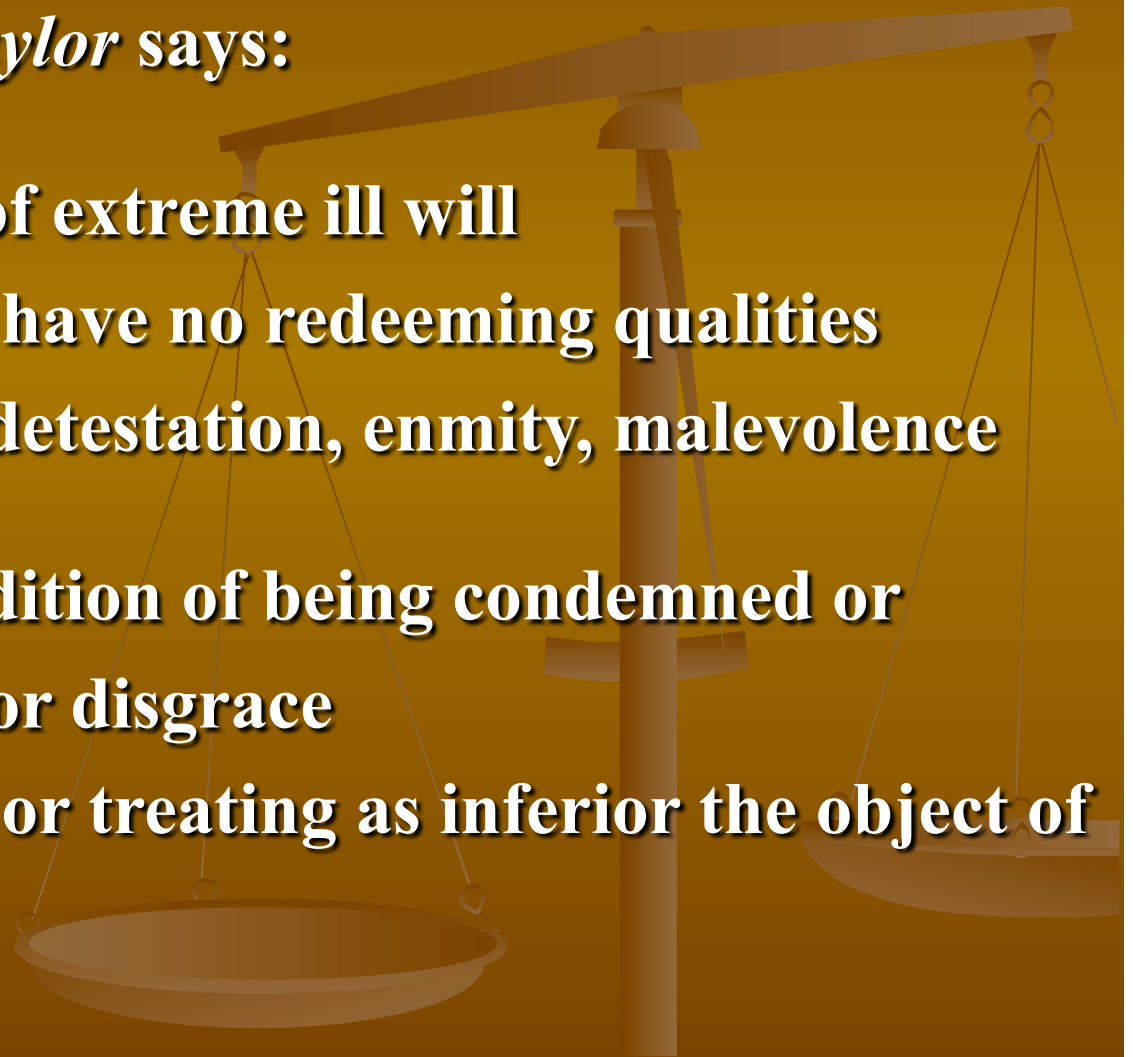 ylor says:
of extreme ill will
have no redeeming qualities
detestation, enmity, malevolence
dition of being condemned or
or disgrace
or treating as inferior the object of